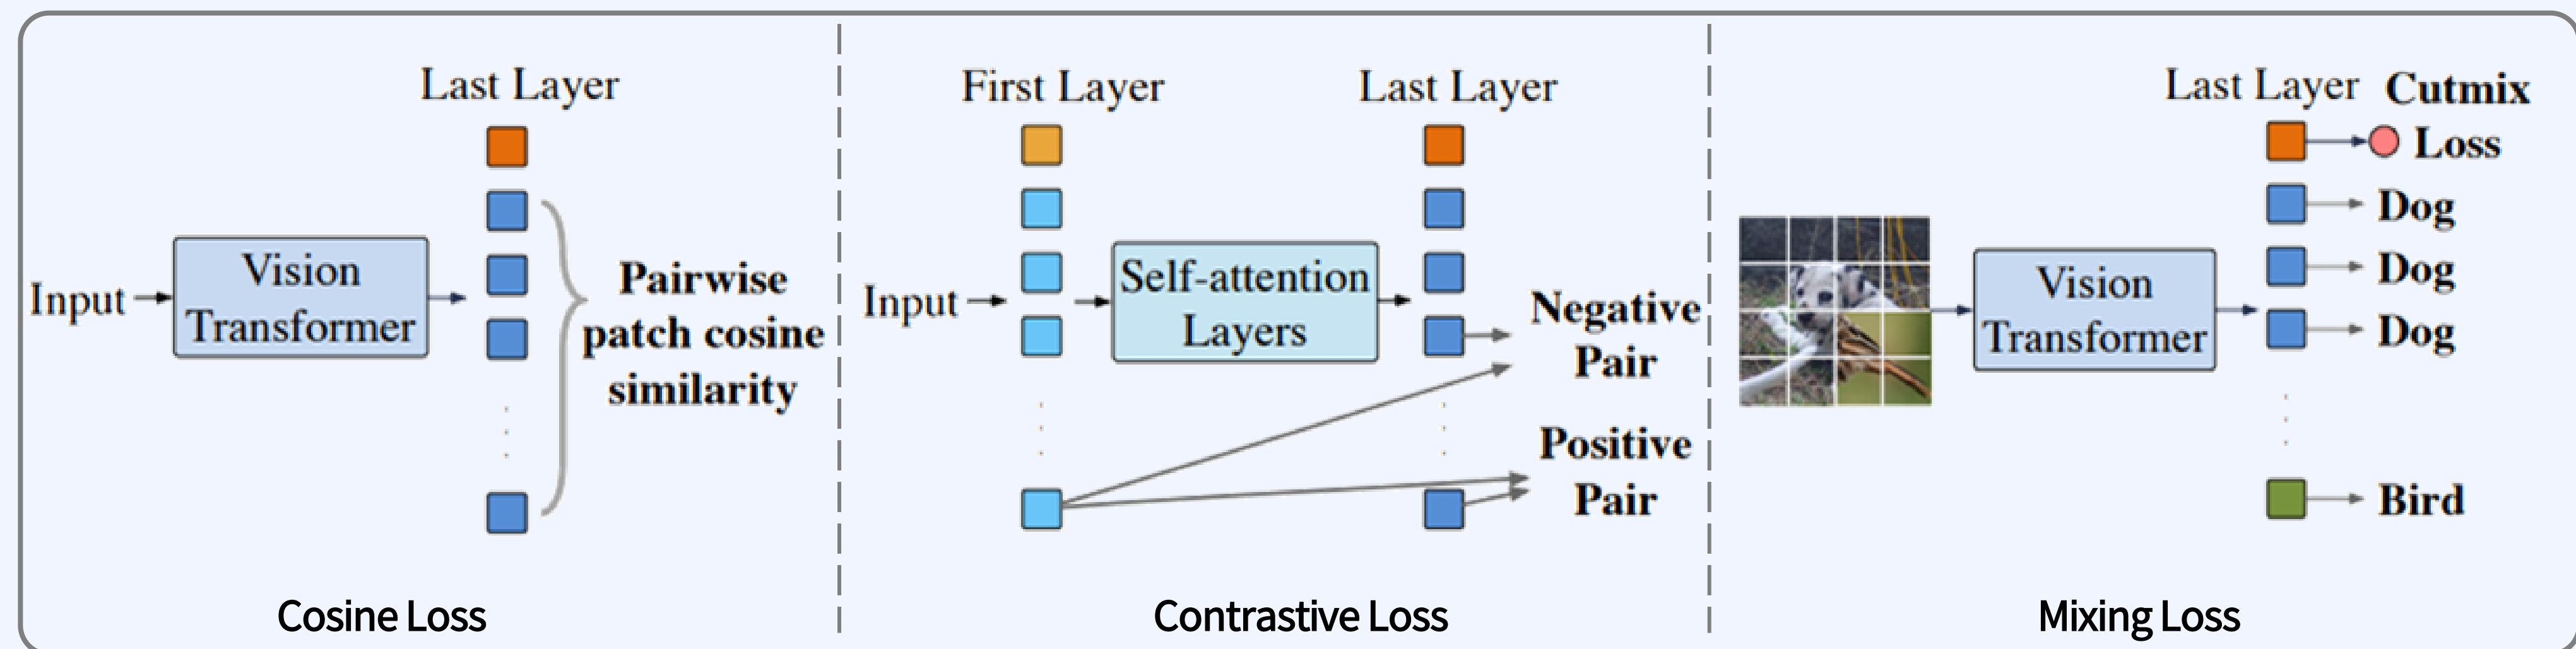 Last Layer
Input
Vision
Transformer
Pairwise
patch cosine
similarity
Cosine Loss
First Layer
Last Layer
Input
Self-attention
Layers
Negative
Pair
Positive
Pair
Contrastive Loss
Last Layer
Cutmix
Loss
Vision
Transformer
Dog
Dog
Dog
Bird
Mixing Loss